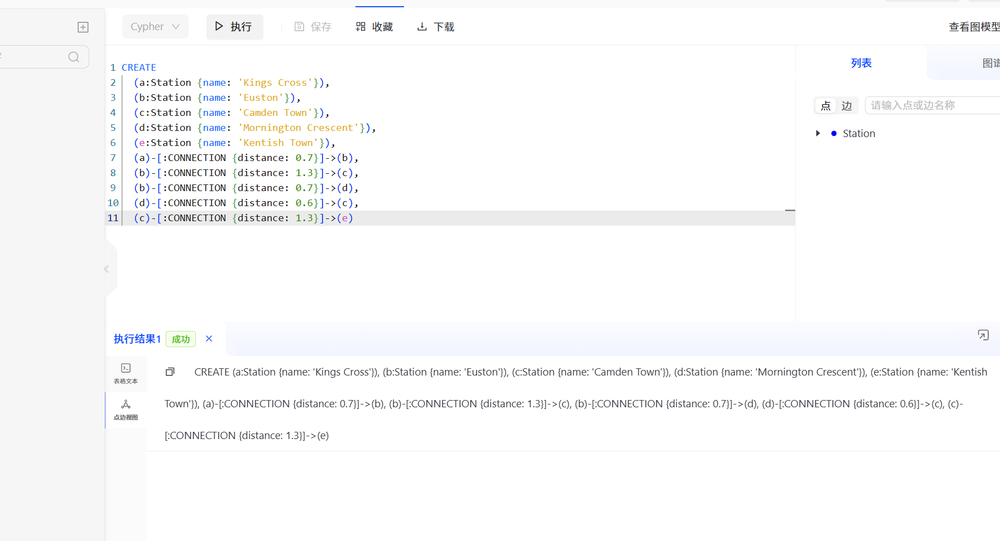 Cypher
执行
保存
收藏
下载
查看图模型
列表
1 CREATE
2 (a:Station {name: 'Kings Cross'}),
3 (b:Station {name: 'Euston'}),
4 (c:Station {name: 'Camden Town'}),
5 (d:Station {name: 'Mornington Crescent'}),
6 (e:Station {name: 'Kentish Town'}),
7 (a)-[:CONNECTION {distance: 0.7}]->(b),
8 (b)-[:CONNECTION {distance: 1.3}]->(c),
9 (b)-[:CONNECTION {distance: 0.7}]->(d),
10 (d)-[:CONNECTION {distance: 0.6}]->(c),
11 (c)-[:CONNECTION {distance: 1.3}]->(e)
图谱
点 边 请输入点或边名称
Station
执行结果1 成功
表格文本
点边视图
CREATE (a:Station {name: 'Kings Cross'}), (b:Station {name: 'Euston'}), (c:Station {name: 'Camden Town'}), (d:Station {name: 'Mornington Crescent'}), (e:Station {name: 'Kentish
Town'}), (a)-[:CONNECTION {distance: 0.7}]->(b), (b)-[:CONNECTION {distance: 1.3}]->(c), (b)-[:CONNECTION {distance: 0.7}]->(d), (d)-[:CONNECTION {distance: 0.6}]->(c), (c)-
[:CONNECTION {distance: 1.3}]->(e)